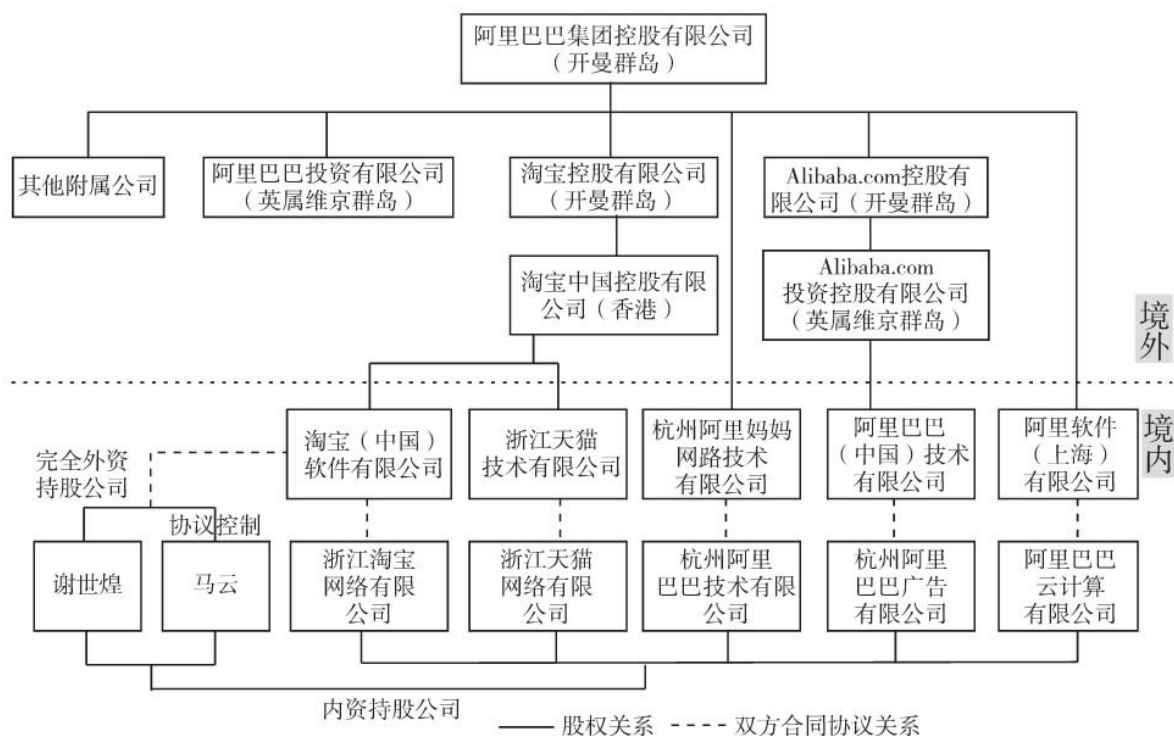 阿里巴巴集团控股有限公司
（开曼群岛）
其他附属公司
阿里巴巴投资有限公司
（英属维京群岛）
淘宝控股有限公司
（开曼群岛）
Alibaba.com控股有
限公司（开曼群岛）
淘宝中国控股有限
公司（香港）
Alibaba.com
投资控股有限公司
（英属维京群岛）
境外
境内
完全外资
持股公司
淘宝（中国）
软件有限公司
浙江天猫
技术有限公司
杭州阿里妈妈
网路技术
有限公司
阿里巴巴
（中国）技术
有限公司
阿里软件
（上海）
有限公司
协议控制
谢世煌
马云
浙江淘宝
网络有限
公司
浙江天猫
网络有限
公司
杭州阿里
巴巴技术有限
公司
杭州阿里
巴巴广告
有限公司
阿里巴巴
云计算
有限公司
内资持股公司
股权关系
双方合同协议关系